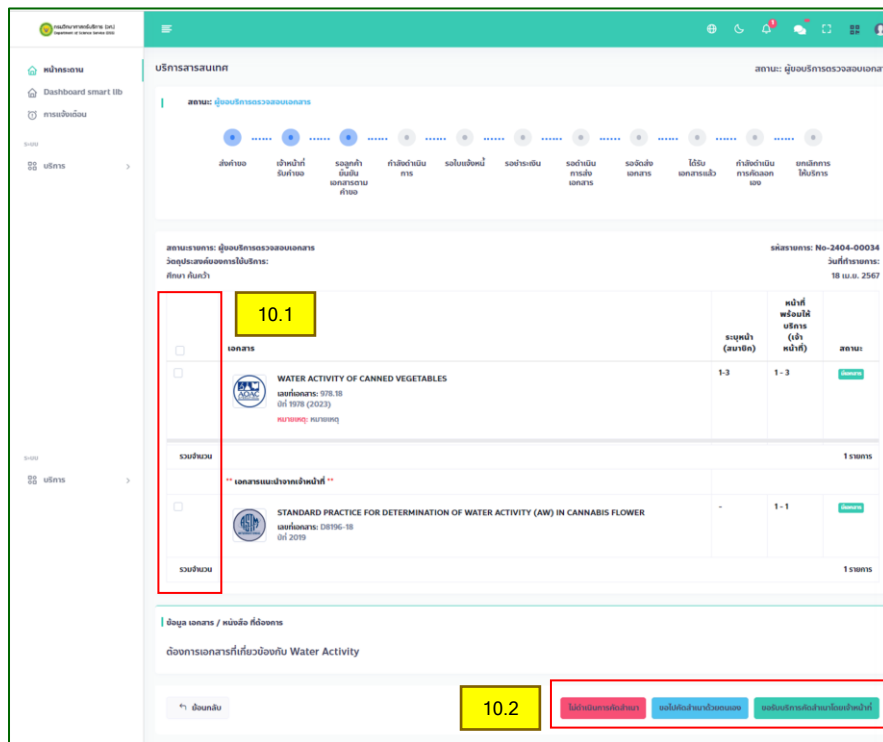 กรมวิทยาศาสตร์บริการ (วศ.)
Department of Science Service (DSS)
1
หน้ากระดาน
Dashboard smart lib
การแจ้งเตือน
ระบบ
บริการ
บริการสารสนเทศ
สถานะ: ผู้ขอบริการตรวจสอบเอกสาร
ส่งคำขอ
เจ้าหน้าที่
รับคำขอ
รอลูกค้า
ยืนยัน
เอกสารตาม
คำขอ
กำลังดำเนิน
การ
รอใบแจ้งหนี้
รอชำระเงิน
รอดำเนิน
การส่ง
เอกสาร
รอจัดส่ง
เอกสาร
ได้รับ
เอกสารแล้ว
กำลังดำเนิน
การคัดลอก
เอง
ยกเลิกการ
ให้บริการ
สถานะรายการ: ผู้ขอบริการตรวจสอบเอกสาร
รหัสรายการ: No-2404-00034
วัตถุประสงค์ของการใช้บริการ:
วันที่ทำรายการ:
ศึกษา ค้นคว้า
18 เม.ย. 2567
10.1
เอกสาร
ระบุหน้า
(สมาชิก)
หน้าที่
พร้อมให้
บริการ
(เจ้า
หน้าที่)
สถานะ
WATER ACTIVITY OF CANNED VEGETABLES
เลขที่เอกสาร: 978.18
ปีที่ 1978 (2023)
หมายเหตุ: หมายเหตุ
1-3
1 - 3
AOAC
รวมจำนวน
1 รายการ
** เอกสารแนะนำจากเจ้าหน้าที่ **
STANDARD PRACTICE FOR DETERMINATION OF WATER ACTIVITY (AW) IN CANNABIS FLOWER
เลขที่เอกสาร: D8196-18
ปีที่ 2019
-
1 - 1
รวมจำนวน
1 รายการ
ระบบ
บริการ
ข้อมูล เอกสาร / หนังสือ ที่ต้องการ
ต้องการเอกสารที่เกี่ยวข้องกับ Water Activity
ย้อนกลับ
10.2
ไม่ดำเนินการคัดสำเนา
ขอไปคัดสำเนาด้วยตนเอง
ขอรับบริการคัดสำเนาโดยเจ้าหน้าที่